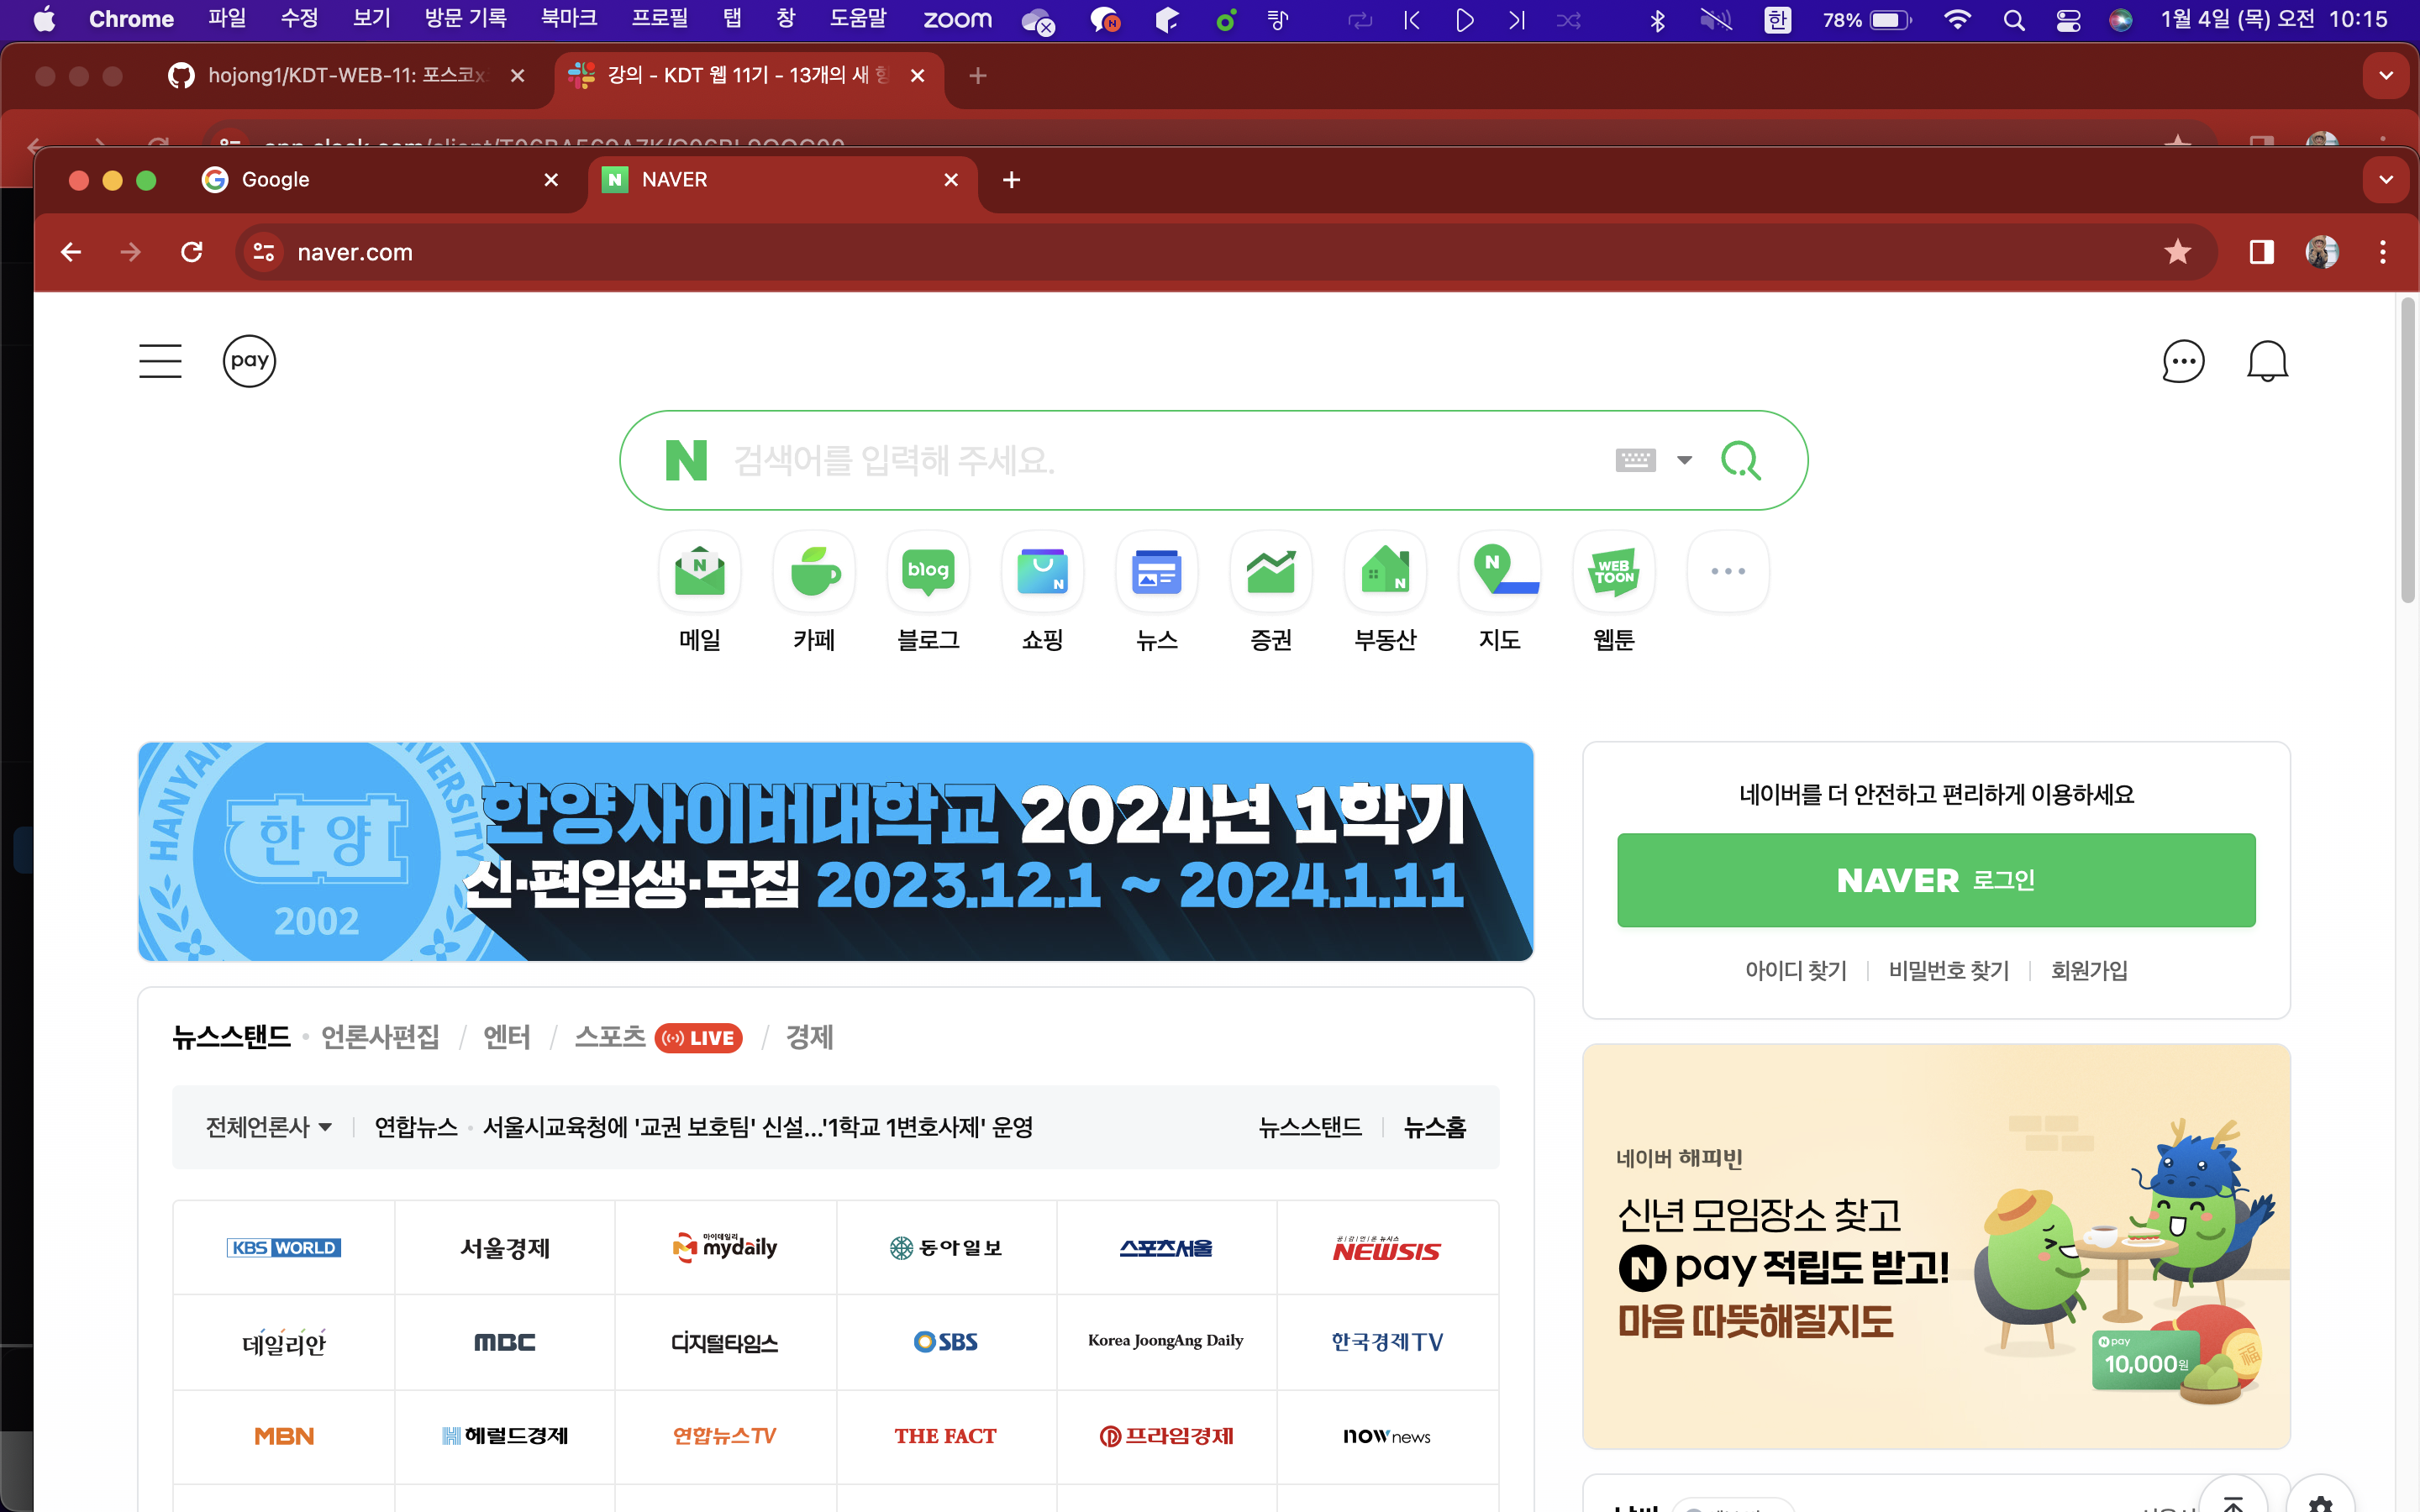 Chrome 파일 수정 보기 방문 기록 북마크 프로필 탭 창 도움말 zoom 한 78% 1월 4일 (목) 오전 10:15
hojong1/KDT-WEB-11: 포스코x 강의 - KDT 웹 11기 - 13개의 새 항
Google NAVER
naver.com
pay
N 검색어를 입력해 주세요.
N blog N N N WEB TOON
메일 카페 블로그 쇼핑 뉴스 증권 부동산 지도 웹툰
HANYANG UNIVERSITY
한양
2002
한양사이버대학교 2024년 1학기
신·편입생·모집 2023.12.1 ~ 2024.1.11
네이버를 더 안전하고 편리하게 이용하세요
NAVER 로그인
아이디 찾기 비밀번호 찾기 회원가입
뉴스스탠드 · 언론사편집 / 엔터 / 스포츠 LIVE / 경제
전체언론사 연합뉴스 · 서울시교육청에 '교권 보호팀' 신설...'1학교 1변호사제' 운영 뉴스스탠드 뉴스홈
KBS WORLD 서울경제 마이데일리 mydaily 동아일보 스포츠서울 공|감|언|론 뉴시스 NEWSIS
데일리안 MBC 디지털타임스 SBS Korea JoongAng Daily 한국경제TV
MBN 헤럴드경제 연합뉴스TV THE FACT 프라임경제 nownews
네이버 해피빈
신년 모임장소 찾고
N pay 적립도 받고!
마음 따뜻해질지도
N pay
10,000원
福